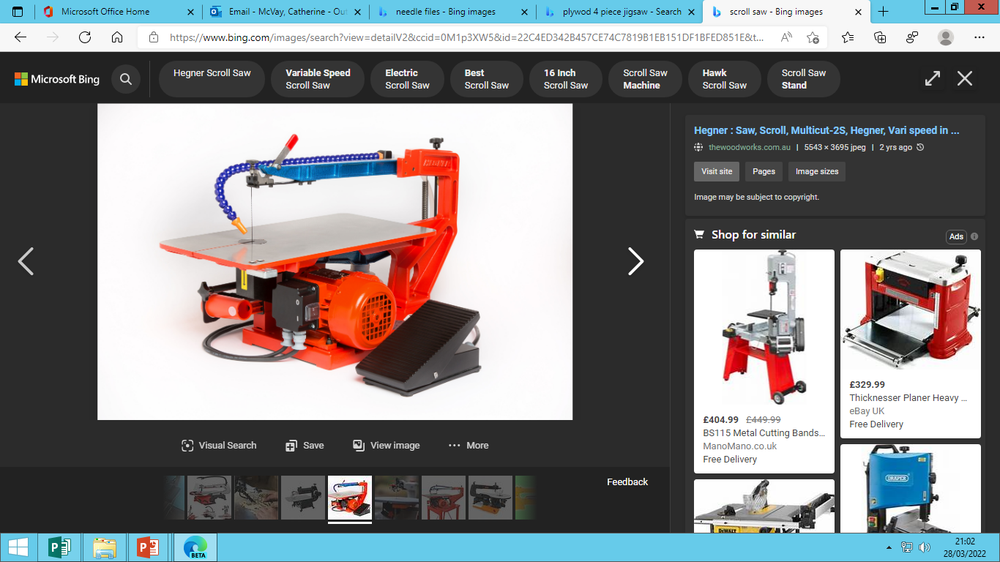 Microsoft Office Home
Email - McVay, Catherine - Out
needle files - Bing images
plywod 4 piece jigsaw - Search
scroll saw - Bing images
https://www.bing.com/images/search?view=detailV2&ccid=0M1p3XW5&id=22C4ED342B457CE74C7819B1EB151DF1BFED851E&t...
Microsoft Bing
Hegner Scroll Saw
Variable Speed
Scroll Saw
Electric
Scroll Saw
Best
Scroll Saw
16 Inch
Scroll Saw
Scroll Saw
Machine
Hawk
Scroll Saw
Scroll Saw
Stand
HEGNER
Hegner : Saw, Scroll, Multicut-2S, Hegner, Vari speed in ...
thewoodworks.com.au | 5543 × 3695 jpeg | 2 yrs ago
Visit site
Pages
Image sizes
Image may be subject to copyright.
Shop for similar
Ads
£404.99 £449.99
BS115 Metal Cutting Bands...
ManoMano.co.uk
Free Delivery
£329.99
Thicknesser Planer Heavy ...
eBay UK
Free Delivery
DRAPER
DEWALT
Visual Search
Save
View image
More
Feedback
BETA
21:02
28/03/2022